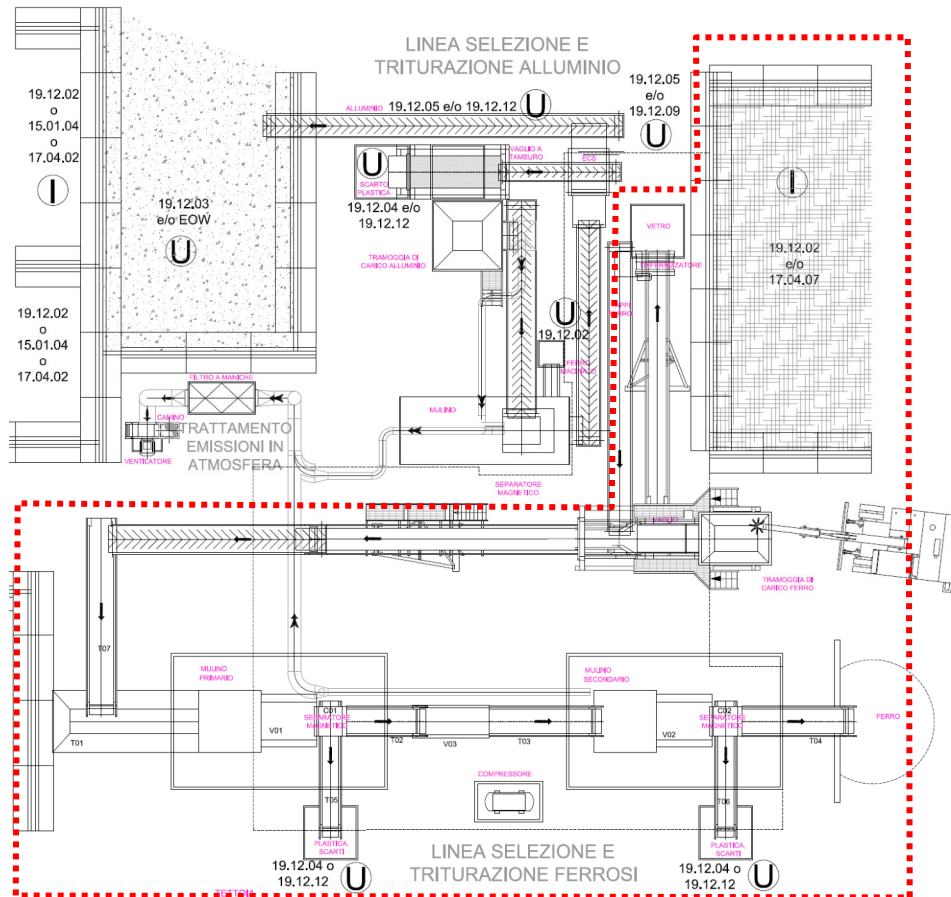 LINEA SELEZIONE E
TRITURAZIONE ALLUMINIO
19.12.02
o
15.01.04
o
17.04.02
I
19.12.03
e/o EOW
U
19.12.02
o
15.01.04
o
17.04.02
ALLUMINIO
19.12.05 e/o 19.12.12
U
19.12.05
e/o
19.12.09
U
VAGLIO A
TAMBURO
ECS
U
SCARTO
PLASTICA
19.12.04 e/o
19.12.12
TRAMOGGIA DI
CARICO ALLUMINIO
VETRO
DEFERIZZATORE
I
19.12.02
e/o
17.04.07
U
19.12.02
FERRO
MACINATO
FILTRO A MANICHE
CAMINO
VENTILATORE
TRATTAMENTO
EMISSIONI IN
ATMOSFERA
MULINO
SEPARATORE
MAGNETICO
VAGLIO
TRAMOGGIA DI
CARICO FERRO
T07
MULINO
PRIMARIO
MULINO
SECONDARIO
T01
V01
C01
SEPARATORE
MAGNETICO
T02
V03
T03
V02
C02
SEPARATORE
MAGNETICO
T04
FERRO
COMPRESSORE
T05
T06
PLASTICA,
SCARTI
19.12.04 o
19.12.12
U
LINEA SELEZIONE E
TRITURAZIONE FERROSI
PLASTICA,
SCARTI
19.12.04 o
19.12.12
U
TETTOIA